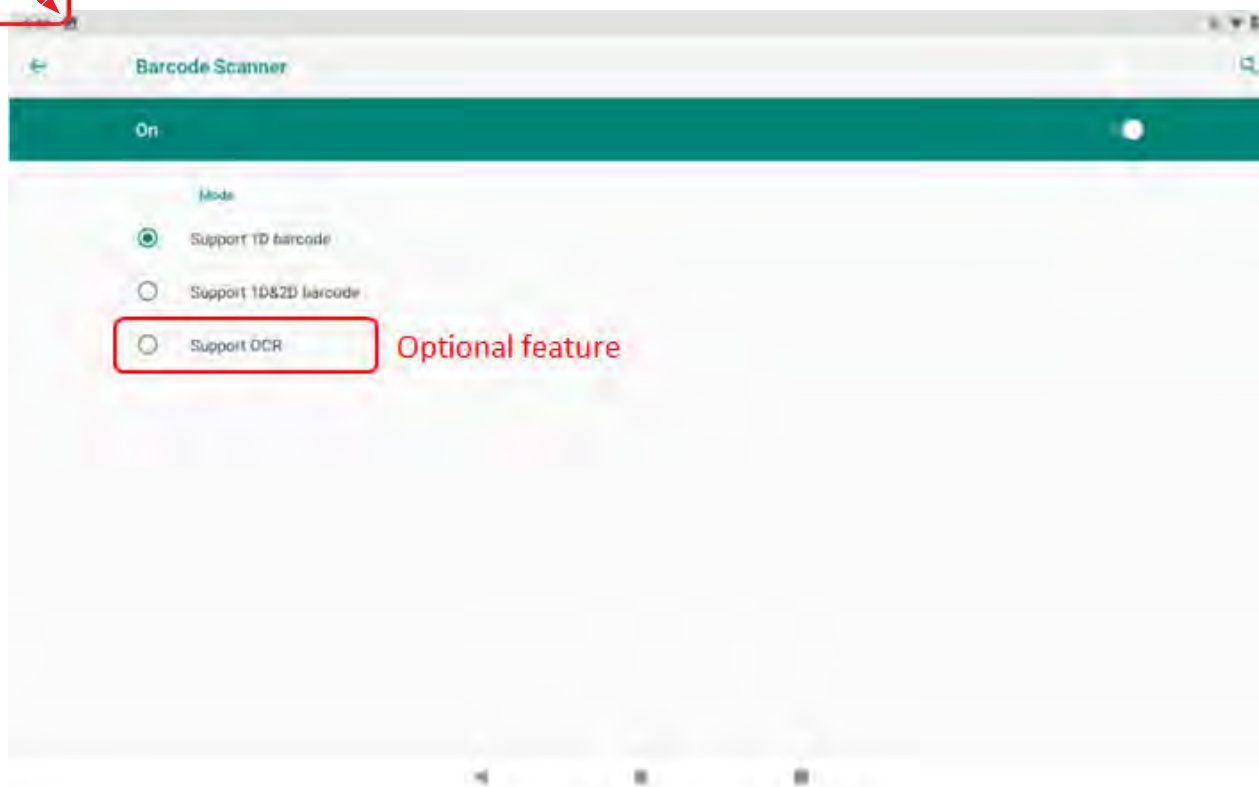 Barcode Scanner
On
Mode
Support 1D barcode
Support 1D&2D barcode
Support OCR
Optional feature